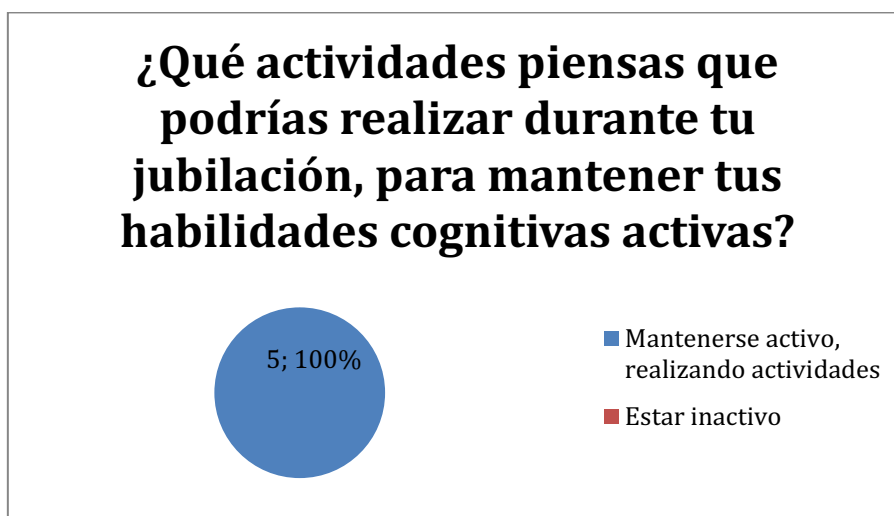 ¿Qué actividades piensas que
podrías realizar durante tu
jubilación, para mantener tus
habilidades cognitivas activas?
5; 100%
Mantenerse activo,
realizando actividades
Estar inactivo